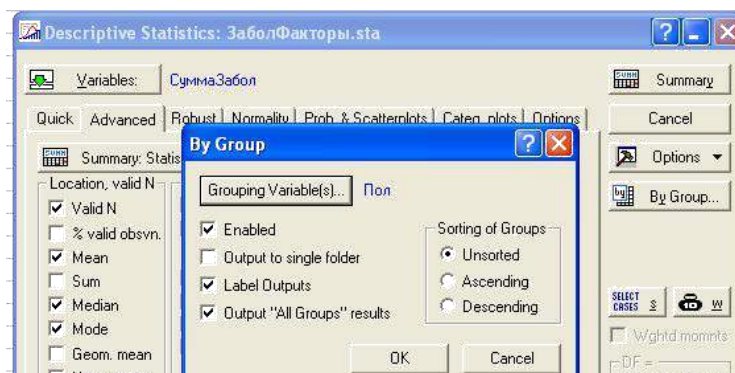 Descriptive Statistics: ЗаболФакторы.sta
Variables: СуммаЗабол
Summary
Quick Advanced Robust Normality Prob. & Scatterplots Categ. plots Options
Cancel
By Group
Summary: Statis
Options
Location, valid N
Grouping Variable(s)... Пол
By Group...
Valid N
Enabled
Sorting of Groups
% valid obsvn.
Output to single folder
Unsorted
Mean
Label Outputs
Ascending
Sum
Output "All Groups" results
Descending
Median
SELECT CASES S W
Mode
Wghtd momnts
Geom. mean
OK Cancel
DF =